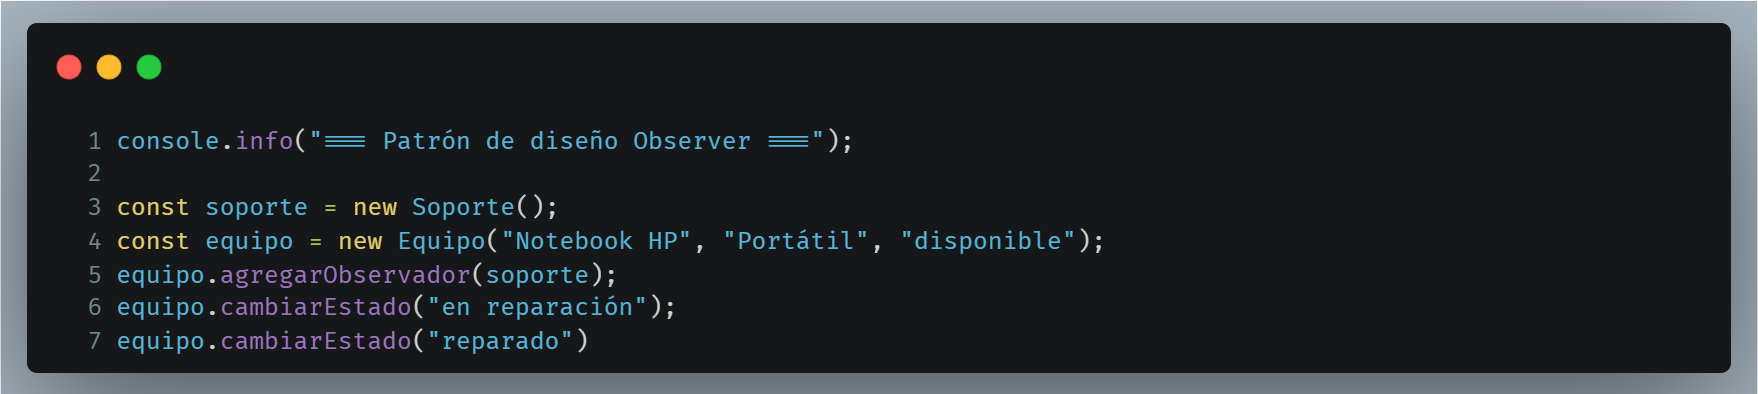 1 console.info("=== Patrón de diseño Observer ===");
2
3 const soporte = new Soporte();
4 const equipo = new Equipo("Notebook HP", "Portátil", "disponible");
5 equipo.agregarObservador(soporte);
6 equipo.cambiarEstado("en reparación");
7 equipo.cambiarEstado("reparado")